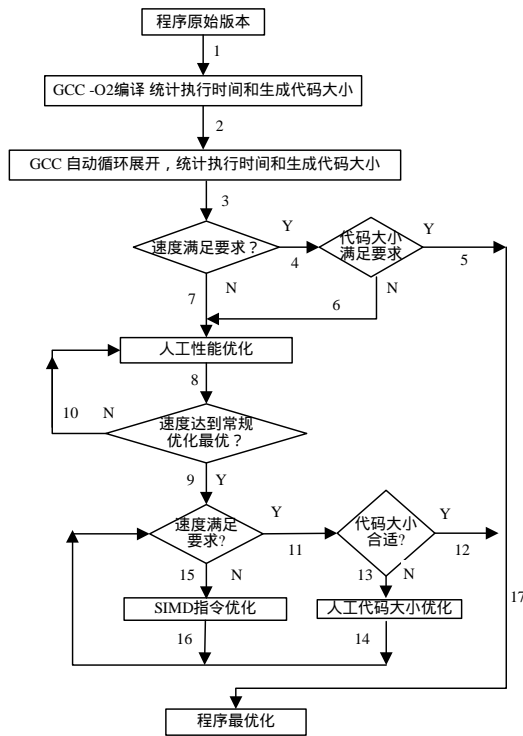 程序原始版本
1
GCC -O2编译 统计执行时间和生成代码大小
2
GCC 自动循环展开，统计执行时间和生成代码大小
3
速度满足要求？
Y
4
代码大小
满足要求
Y
5
7
N
6
N
人工性能优化
8
10
N
速度达到常规
优化最优？
9
Y
速度满足
要求?
Y
11
代码大小
合适?
Y
12
15
N
13
N
17
SIMD指令优化
人工代码大小优化
16
14
程序最优化